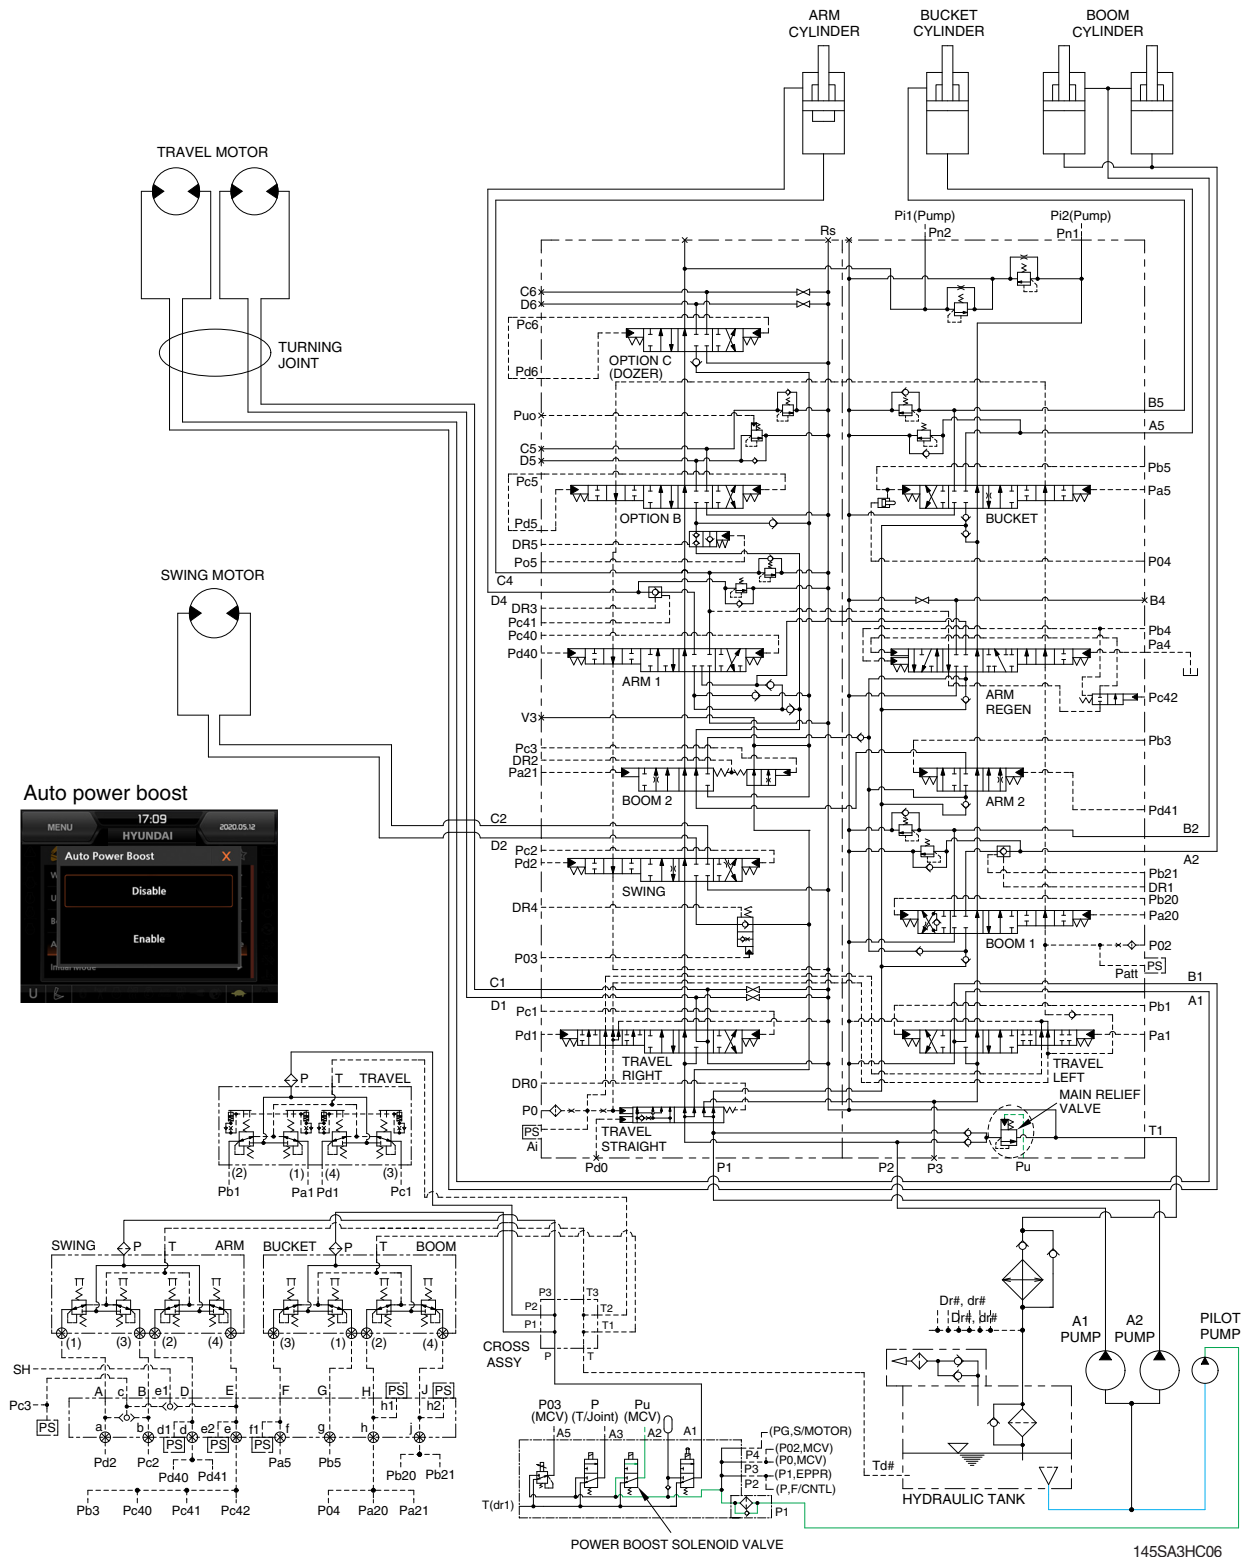 ARM
CYLINDER
BUCKET
CYLINDER
BOOM
CYLINDER
TRAVEL MOTOR
TURNING
JOINT
Pi1(Pump)
Pn2
Pi2(Pump)
Pn1
Rs
C6
D6
Pc6
OPTION C
(DOZER)
Pd6
Puo
C5
D5
Pc5
OPTION B
Pd5
DR5
Po5
C4
D4
DR3
Pc41
Pc40
Pd40
ARM 1
V3
Pc3
DR2
Pa21
BOOM 2
C2
D2
Pc2
Pd2
SWING
DR4
P03
C1
D1
Pc1
Pd1
TRAVEL
RIGHT
DR0
P0
PS
Ai
TRAVEL
STRAIGHT
Pd0
P1
P2
P3
Pu
B5
A5
Pb5
Pa5
BUCKET
P04
B4
Pb4
Pa4
ARM
REGEN
Pc42
Pb3
ARM 2
Pd41
B2
A2
Pb21
DR1
Pb20
Pa20
BOOM 1
P02
PS
Patt
B1
A1
Pb1
Pa1
TRAVEL
LEFT
MAIN RELIEF
VALVE
T1
SWING MOTOR
Auto power boost
MENU
17:09
HYUNDAI
2020.05.12
Auto Power Boost
X
Disable
Enable
Initial Mode
U
P
T
TRAVEL
(2)
(1)
(4)
(3)
Pb1
Pa1
Pd1
Pc1
SWING
P
T
ARM
BUCKET
P
T
BOOM
(1)
(3)
(2)
(4)
(3)
(1)
(2)
(4)
P3
T3
P2
T2
P1
T1
CROSS
ASSY
P
T
SH
Pc3
PS
A
c
B
e1
D
E
F
G
H
PS
J
PS
h1
h2
a
b
d1
d
e2
e
f1
f
g
h
j
PS
PS
PS
Pd2
Pc2
Pd40
Pd41
Pa5
Pb5
Pb20
Pb21
Pb3
Pc40
Pc41
Pc42
P04
Pa20
Pa21
P03
(MCV)
P
(T/Joint)
Pu
(MCV)
A5
A3
A2
A1
T(dr1)
P4
P3
P2
P1
(PG,S/MOTOR)
(P02,MCV)
(P0,MCV)
(P1,EPPR)
(P,F/CNTL)
POWER BOOST SOLENOID VALVE
Dr#, dr#
Dr#, dr#
A1
PUMP
A2
PUMP
PILOT
PUMP
Td#
HYDRAULIC TANK
145SA3HC06